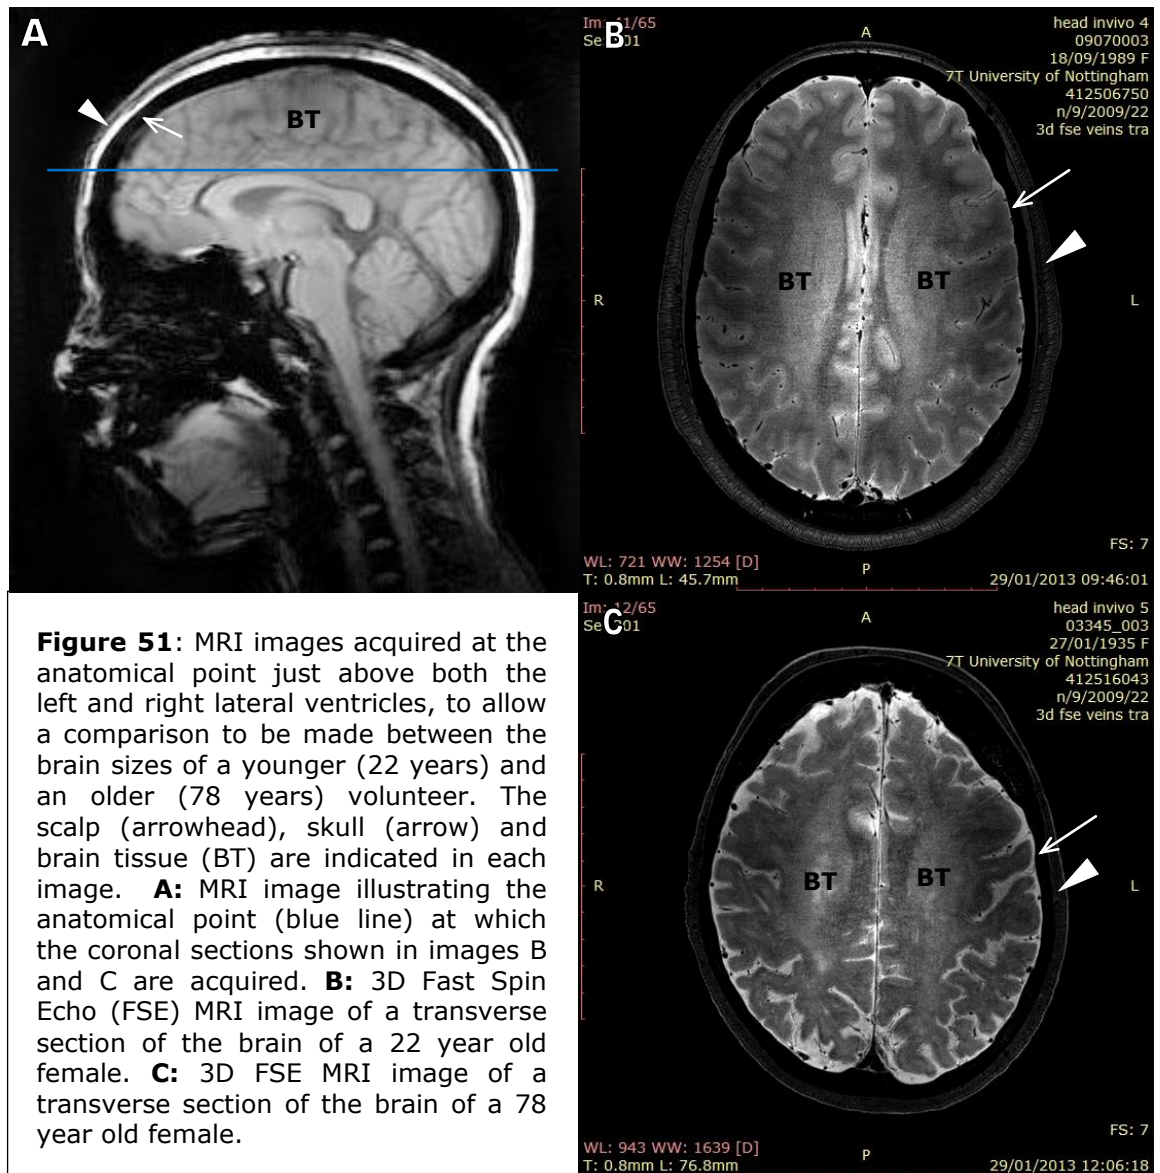 A
BT
B
Im: 41/65
Se: 801
A
head invivo 4
09070003
18/09/1989 F
7T University of Nottingham
412506750
n/9/2009/22
3d fse veins tra
BT
BT
R
L
FS: 7
WL: 721 WW: 1254 [D]
T: 0.8mm L: 45.7mm
P
29/01/2013 09:46:01
C
Im: 12/65
A
head invivo 5
03345_003
27/01/1935 F
7T University of Nottingham
412516043
n/9/2009/22
3d fse veins tra
BT
BT
R
L
FS: 7
WL: 943 WW: 1639 [D]
T: 0.8mm L: 76.8mm
P
29/01/2013 12:06:18
Figure 51: MRI images acquired at the
anatomical point just above both the
left and right lateral ventricles, to allow
a comparison to be made between the
brain sizes of a younger (22 years) and
an older (78 years) volunteer. The
scalp (arrowhead), skull (arrow) and
brain tissue (BT) are indicated in each
image. A: MRI image illustrating the
anatomical point (blue line) at which
the coronal sections shown in images B
and C are acquired. B: 3D Fast Spin
Echo (FSE) MRI image of a transverse
section of the brain of a 22 year old
female. C: 3D FSE MRI image of a
transverse section of the brain of a 78
year old female.